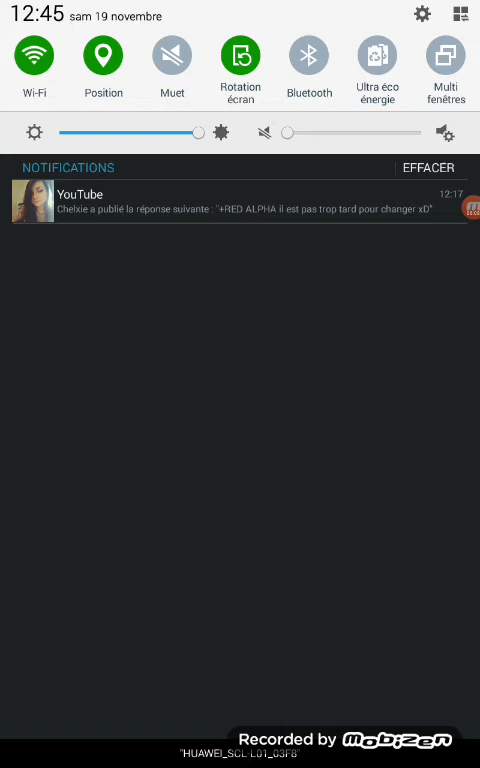 12:45 sam 19 novembre
Wi-Fi
Position
Muet
Rotation
écran
Bluetooth
Ultra éco
énergie
Multi
fenêtres
NOTIFICATIONS
EFFACER
YouTube
12:17
Chelxie a publié la réponse suivante : "+RED ALPHA il est pas trop tard pour changer xD"
Recorded by Mobizen
"HUAWEI_SCL-L01_03F8"